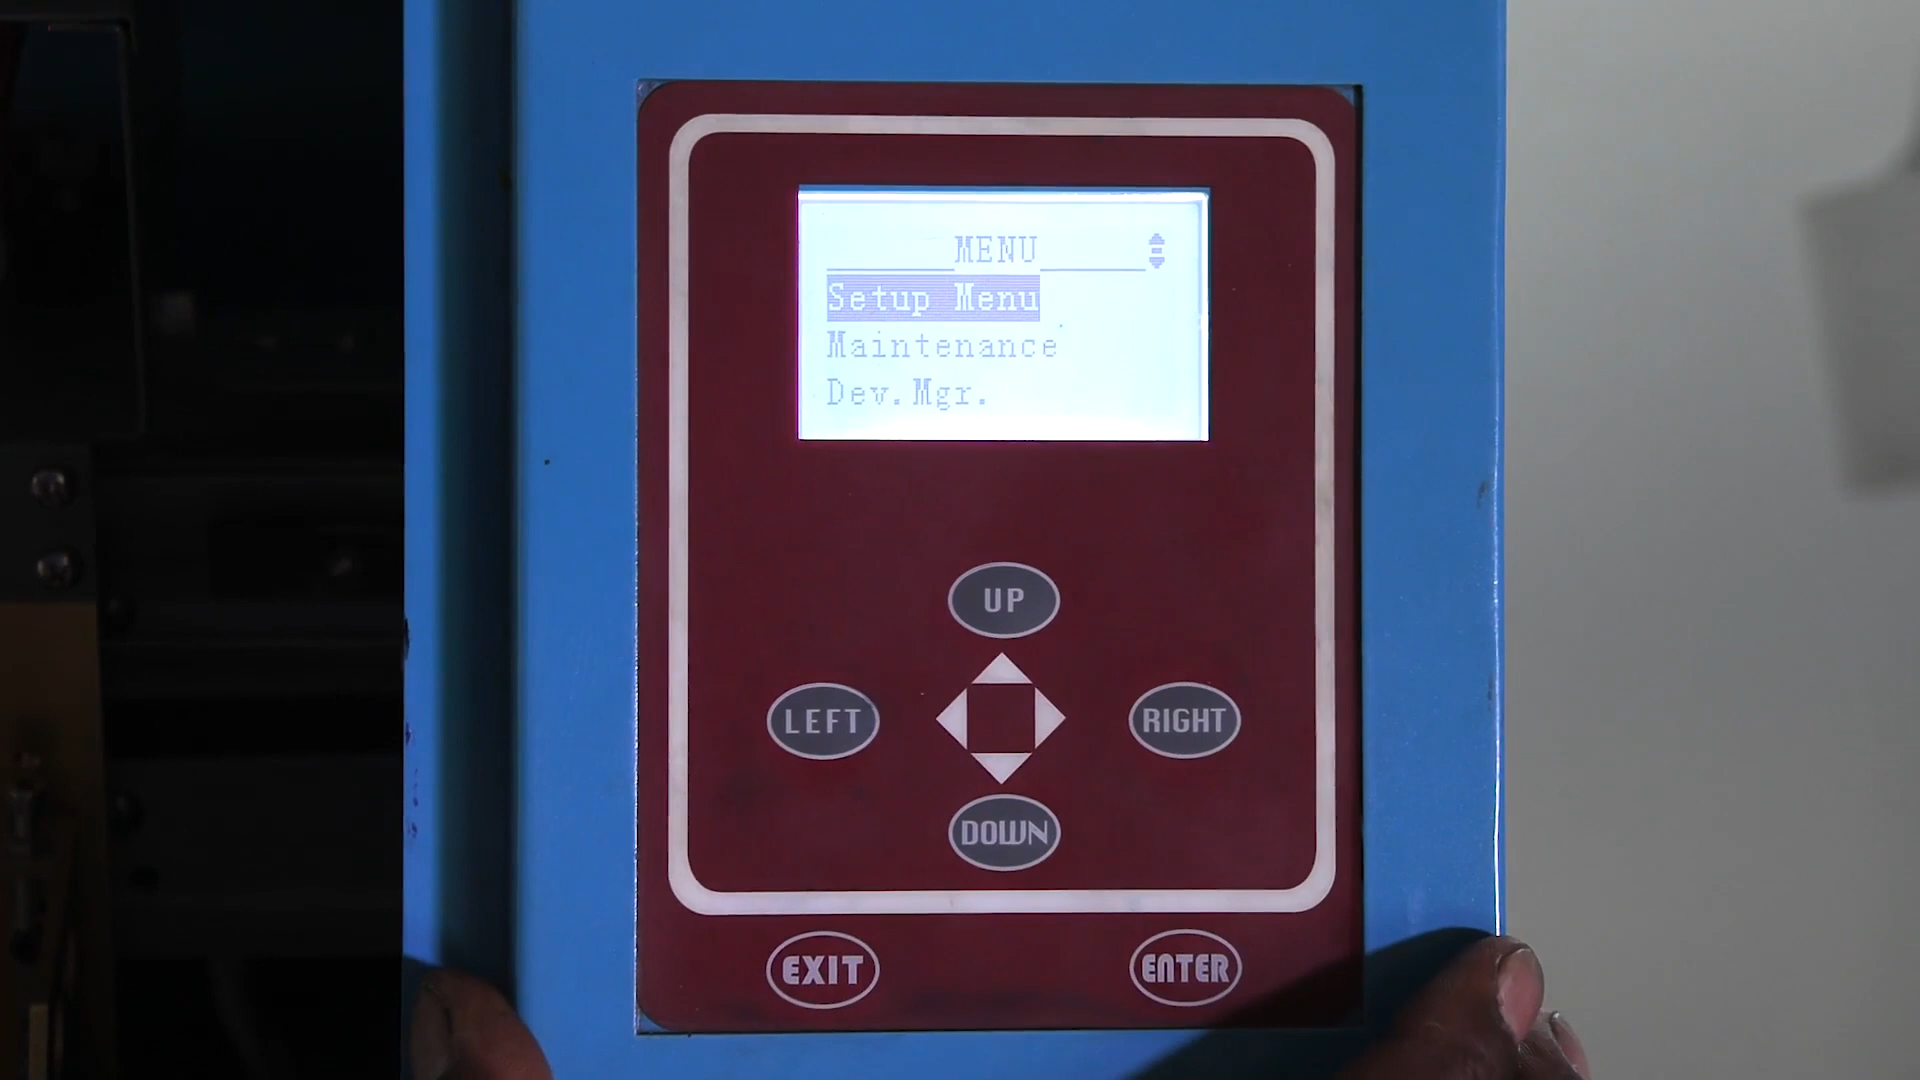 MENU
Setup Menu
Maintenance
Dev.Mgr.
UP
LEFT
RIGHT
DOWN
EXIT
ENTER